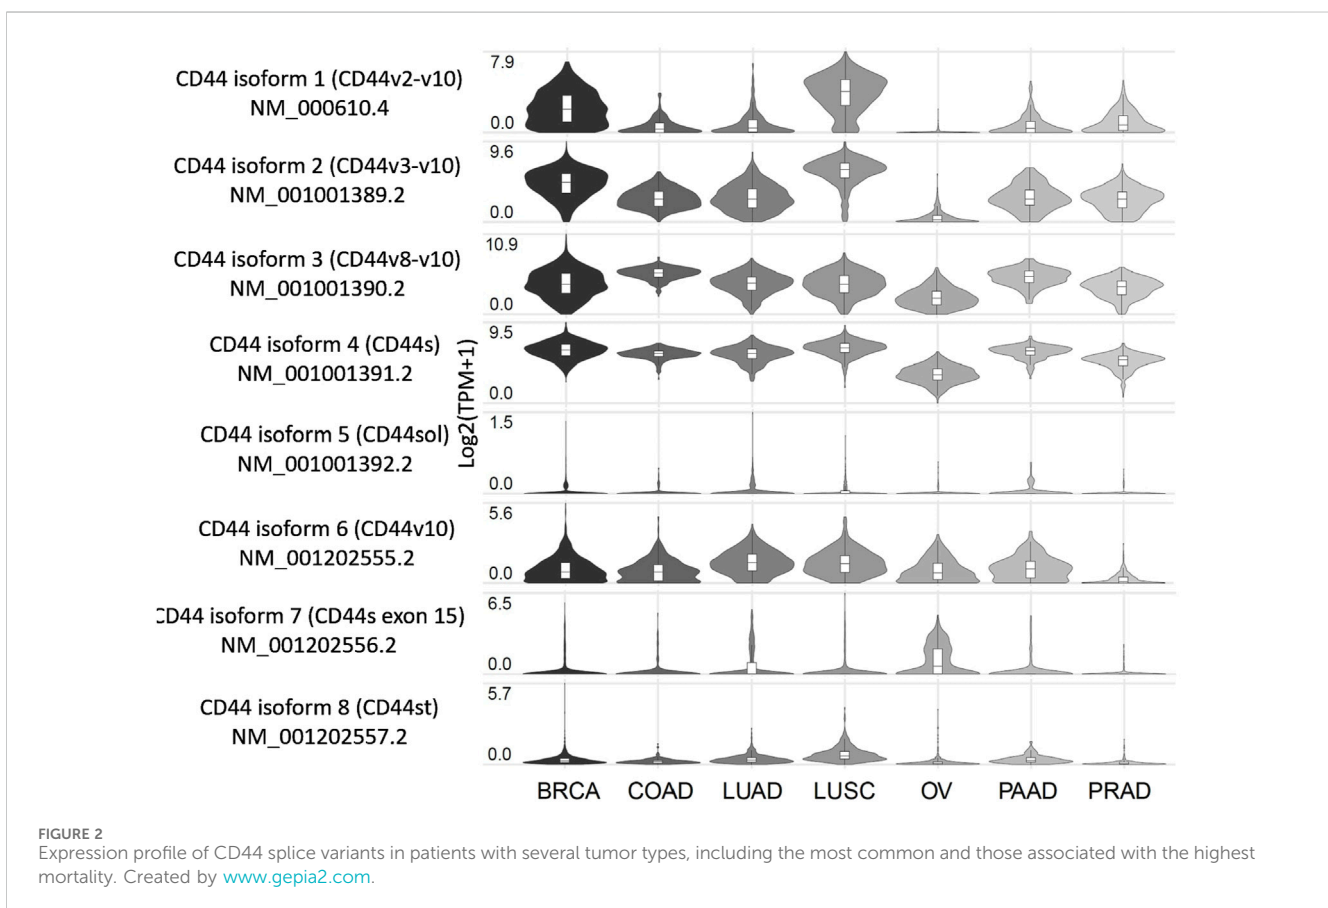 7.9
CD44 isoform 1 (CD44v2-v10)
NM_000610.4
0.0
9.6
CD44 isoform 2 (CD44v3-v10)
NM_001001389.2
0.0
10.9
CD44 isoform 3 (CD44v8-v10)
NM_001001390.2
0.0
9.5
CD44 isoform 4 (CD44s)
NM_001001391.2
0.0
Log2(TPM+1)
1.5
CD44 isoform 5 (CD44sol)
NM_001001392.2
0.0
5.6
CD44 isoform 6 (CD44v10)
NM_001202555.2
0.0
6.5
CD44 isoform 7 (CD44s exon 15)
NM_001202556.2
0.0
5.7
CD44 isoform 8 (CD44st)
NM_001202557.2
0.0
BRCA COAD LUAD LUSC OV PAAD PRAD
FIGURE 2
Expression profile of CD44 splice variants in patients with several tumor types, including the most common and those associated with the highest
mortality. Created by www.gepia2.com.